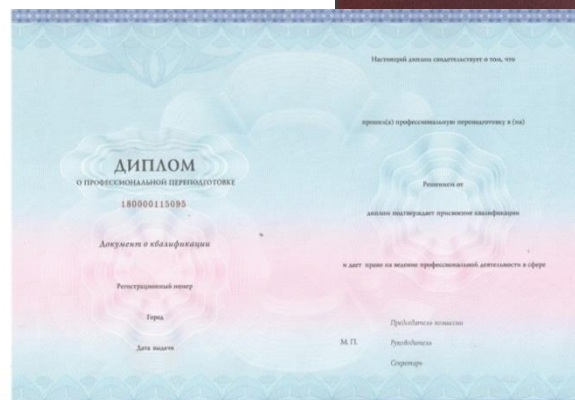 ДИПЛОМ
О ПРОФЕССИОНАЛЬНОЙ ПЕРЕПОДГОТОВКЕ
180000115095
Документ о квалификации
Регистрационный номер
Город
Дата выдачи
Настоящий диплом свидетельствует о том, что
прошел(а) профессиональную переподготовку в (на)
Решением от
диплом подтверждает присвоение квалификации
и дает право на ведение профессиональной деятельности в сфере
Председатель комиссии
М. П. Руководитель
Секретарь